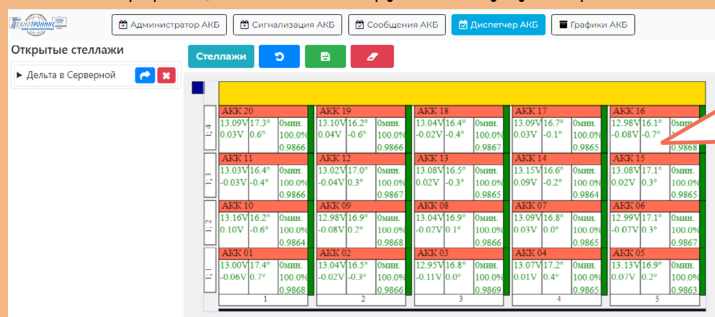 ТЕХНОТРОНИКС
Администратор АКБ Сигнализация АКБ Сообщения АКБ Диспетчер АКБ Графики АКБ
Открытые стеллажи
Стеллажи
Дельта в Серверной
АКК 20 АКК 19 АКК 18 АКК 17 АКК 16
13.09V 17.3° 0мин. 13.10V 16.2° 0мин. 13.04V 16.4° 0мин. 13.09V 16.7° 0мин. 12.98V 16.1° 0мин.
1; 4 0.03V 0.6° 100.0% 0.04V -0.6° 100.0% -0.02V -0.4° 100.0% 0.03V -0.1° 100.0% -0.08V -0.7°
0.9866 0.9866 0.9867 0.9865 0.9868
АКК 11 АКК 12 АКК 13 АКК 14 АКК 15
13.03V 16.4° 0мин. 13.02V 17.0° 0мин. 13.08V 16.5° 0мин. 13.15V 16.6° 0мин. 13.08V 17.1° 0мин.
1; 3 -0.03V -0.4° 100.0% -0.04V 0.3° 100.0% 0.02V -0.3° 100.0% 0.09V -0.2° 100.0% 0.02V 0.3° 100.0%
0.9866 0.9867 0.9865 0.9864 0.9865
АКК 10 АКК 09 АКК 08 АКК 07 АКК 06
13.16V 16.2° 0мин. 12.98V 16.9° 0мин. 13.04V 16.9° 0мин. 13.09V 16.8° 0мин. 12.99V 17.1° 0мин.
1; 2 0.10V -0.6° 100.0% -0.08V 0.2° 100.0% -0.02V 0.1° 100.0% 0.03V 0.0° 100.0% -0.07V 0.3° 100.0%
0.9864 0.9868 0.9866 0.9865 0.9867
АКК 01 АКК 02 АКК 03 АКК 04 АКК 05
13.00V 17.4° 0мин. 13.04V 16.5° 0мин. 12.95V 16.8° 0мин. 13.07V 17.2° 0мин. 13.13V 16.9° 0мин.
1; 1 -0.06V 0.7° 100.0% -0.02V -0.3° 100.0% -0.11V 0.0° 100.0% 0.01V 0.4° 100.0% 0.07V 0.2° 100.0%
0.9868 0.9866 0.9869 0.9865 0.9863
1 2 3 4 5